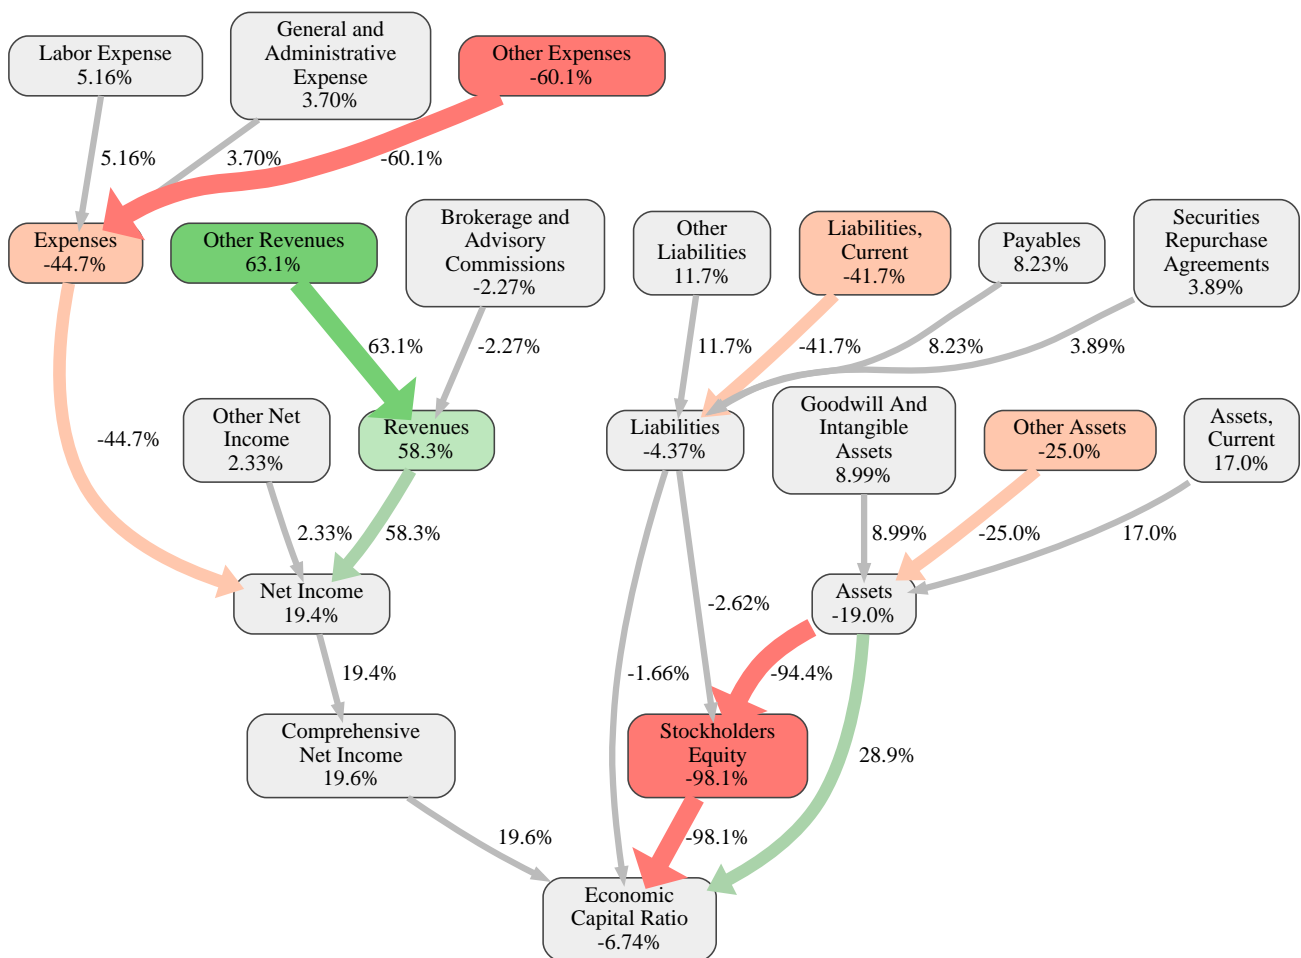 Labor Expense
5.16%
General and
Administrative
Expense
3.70%
Other Expenses
-60.1%
5.16%
3.70%
-60.1%
Expenses
-44.7%
Other Revenues
63.1%
Brokerage and
Advisory
Commissions
-2.27%
Other
Liabilities
11.7%
Liabilities,
Current
-41.7%
Payables
8.23%
Securities
Repurchase
Agreements
3.89%
63.1%
-2.27%
11.7%
-41.7%
8.23%
3.89%
-44.7%
Other Net
Income
2.33%
Revenues
58.3%
Liabilities
-4.37%
Goodwill And
Intangible
Assets
8.99%
Other Assets
-25.0%
Assets,
Current
17.0%
2.33%
58.3%
8.99%
-25.0%
17.0%
Net Income
19.4%
-2.62%
Assets
-19.0%
19.4%
-1.66%
-94.4%
Comprehensive
Net Income
19.6%
Stockholders
Equity
-98.1%
28.9%
19.6%
-98.1%
Economic
Capital Ratio
-6.74%